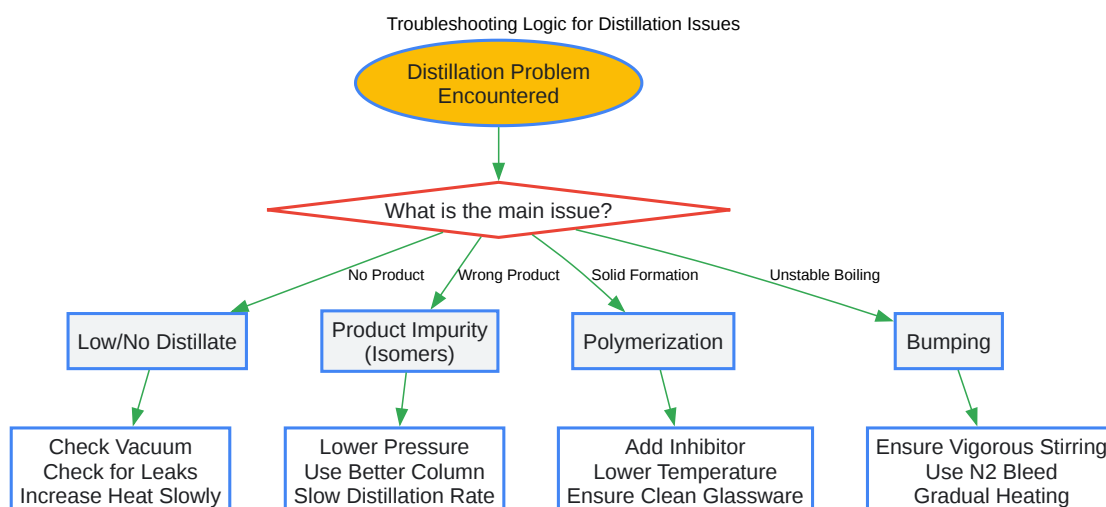 Troubleshooting Logic for Distillation Issues
Distillation Problem
Encountered
What is the main issue?
No Product
Wrong Product
Solid Formation
Unstable Boiling
Low/No Distillate
Product Impurity
(Isomers)
Polymerization
Bumping
Check Vacuum
Check for Leaks
Increase Heat Slowly
Lower Pressure
Use Better Column
Slow Distillation Rate
Add Inhibitor
Lower Temperature
Ensure Clean Glassware
Ensure Vigorous Stirring
Use N2 Bleed
Gradual Heating